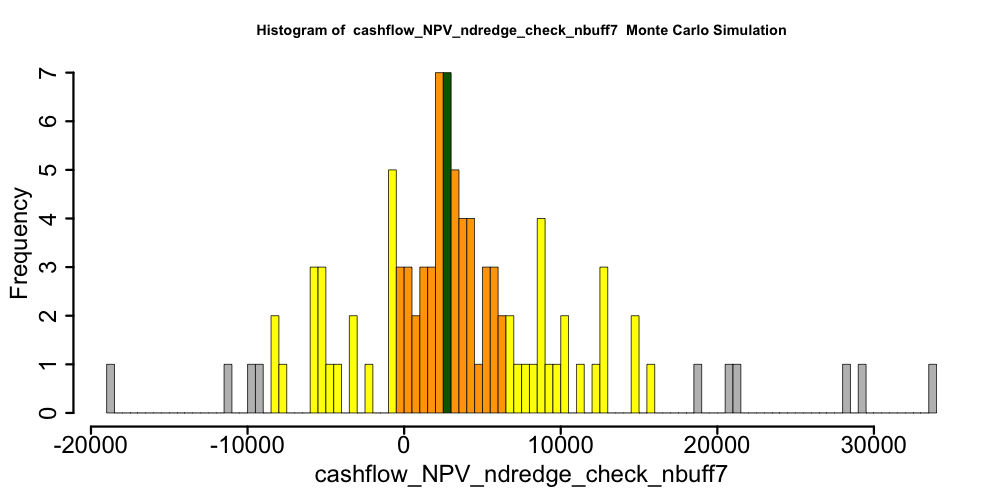 Histogram of cashflow_NPV_ndredge_check_nbuff7 Monte Carlo Simulation
Frequency
7
6
5
4
3
2
1
0
-20000 -10000 0 10000 20000 30000
cashflow_NPV_ndredge_check_nbuff7